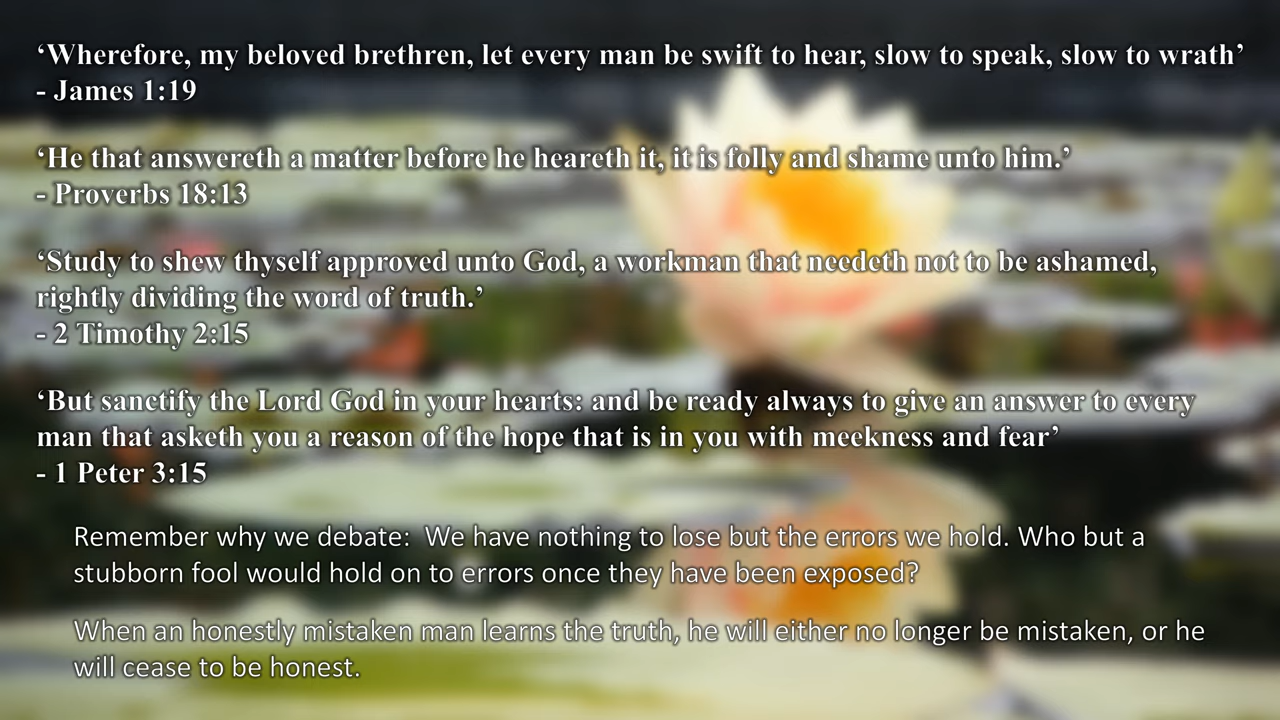 ‘Wherefore, my beloved brethren, let every man be swift to hear, slow to speak, slow to wrath’
- James 1:19
‘He that answereth a matter before he heareth it, it is folly and shame unto him.’
- Proverbs 18:13
‘Study to shew thyself approved unto God, a workman that needeth not to be ashamed,
rightly dividing the word of truth.’
- 2 Timothy 2:15
‘But sanctify the Lord God in your hearts: and be ready always to give an answer to every
man that asketh you a reason of the hope that is in you with meekness and fear’
- 1 Peter 3:15
Remember why we debate:  We have nothing to lose but the errors we hold. Who but a
stubborn fool would hold on to errors once they have been exposed?
When an honestly mistaken man learns the truth, he will either no longer be mistaken, or he
will cease to be honest.